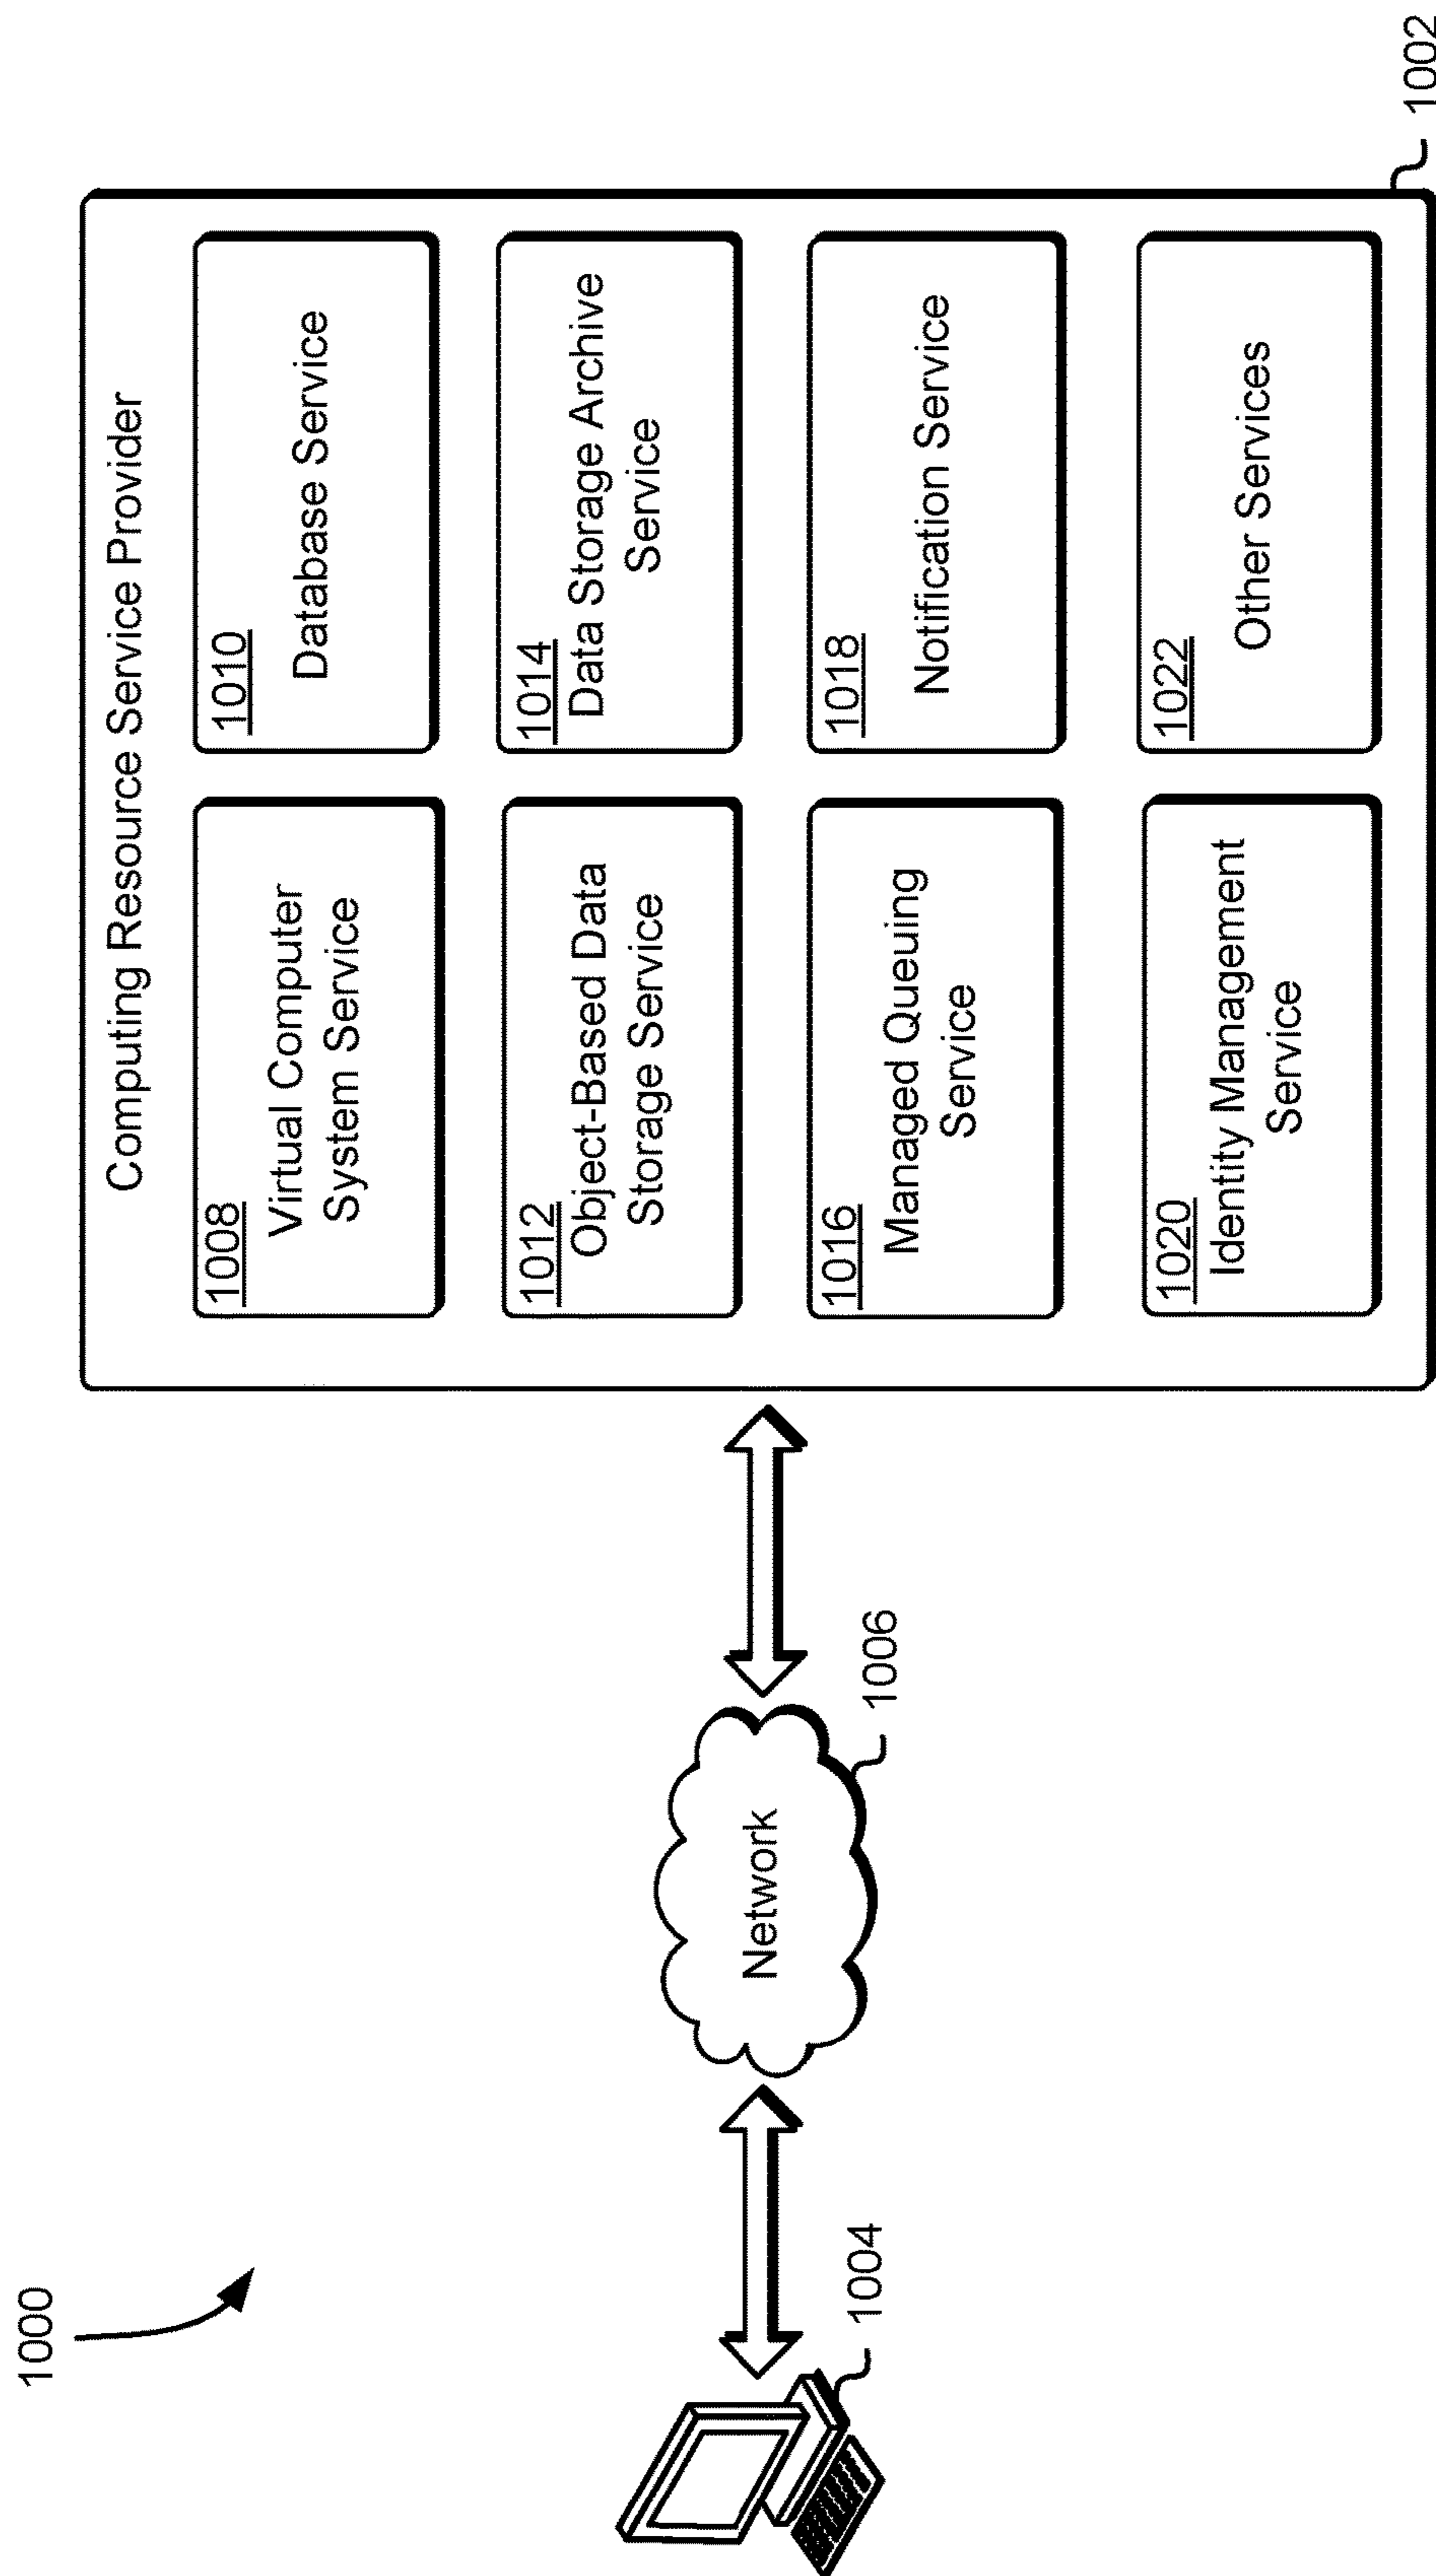 1000
Computing Resource Service Provider
1008
Virtual Computer
System Service
1010
Database Service
1012
Object-Based Data
Storage Service
1014
Data Storage Archive
Service
1016
Managed Queuing
Service
1018
Notification Service
1020
Identity Management
Service
1022
Other Services
1002
Network
1004
1006